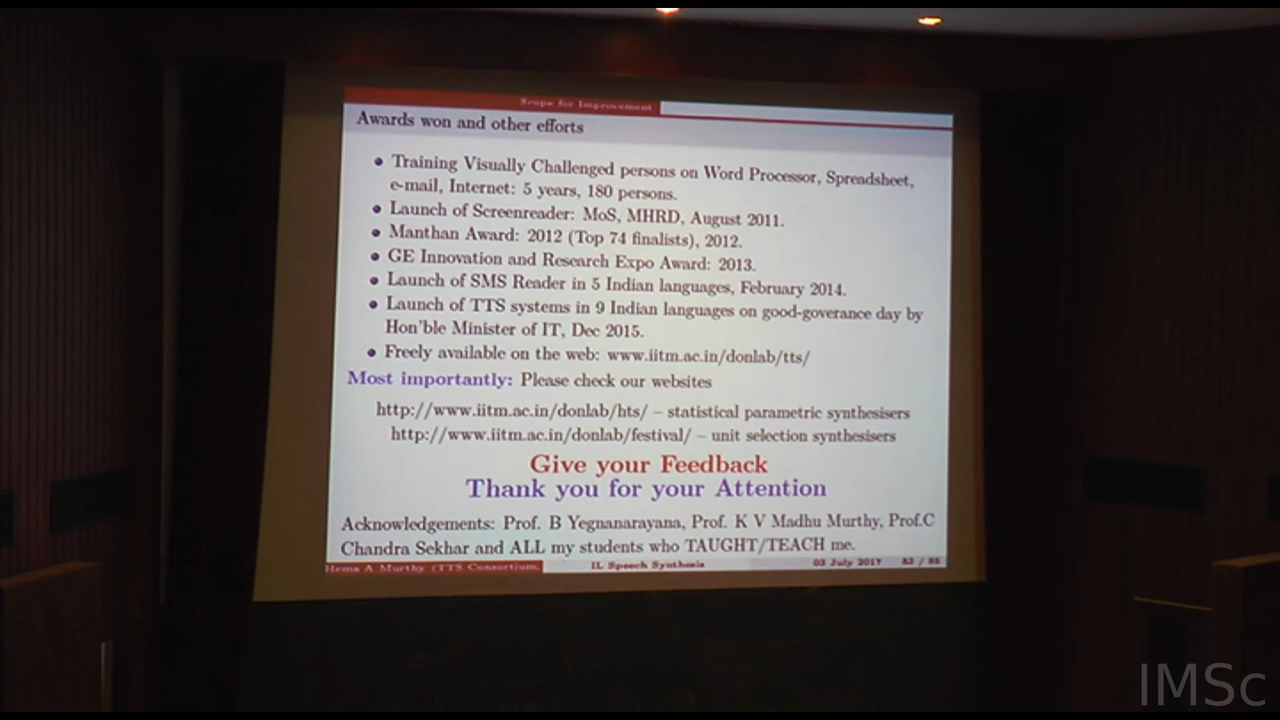 Scope for Improvement
Awards won and other efforts
Training Visually Challenged persons on Word Processor, Spreadsheet,
e-mail, Internet: 5 years, 180 persons.
Launch of Screenreader: MoS, MHRD, August 2011.
Manthan Award: 2012 (Top 74 finalists), 2012.
GE Innovation and Research Expo Award: 2013.
Launch of SMS Reader in 5 Indian languages, February 2014.
Launch of TTS systems in 9 Indian languages on good-goverance day by
Hon'ble Minister of IT, Dec 2015.
Freely available on the web: www.iitm.ac.in/donlab/tts/
Most importantly: Please check our websites
http://www.iitm.ac.in/donlab/hts/ – statistical parametric synthesisers
http://www.iitm.ac.in/donlab/festival/ – unit selection synthesisers
Give your Feedback
Thank you for your Attention
Acknowledgements: Prof. B Yegnanarayana, Prof. K V Madhu Murthy, Prof.C
Chandra Sekhar and ALL my students who TAUGHT/TEACH me.
Hema A Murthy (TTS Consortium, IL Speech Synthesis 03 July 2017
IMSc